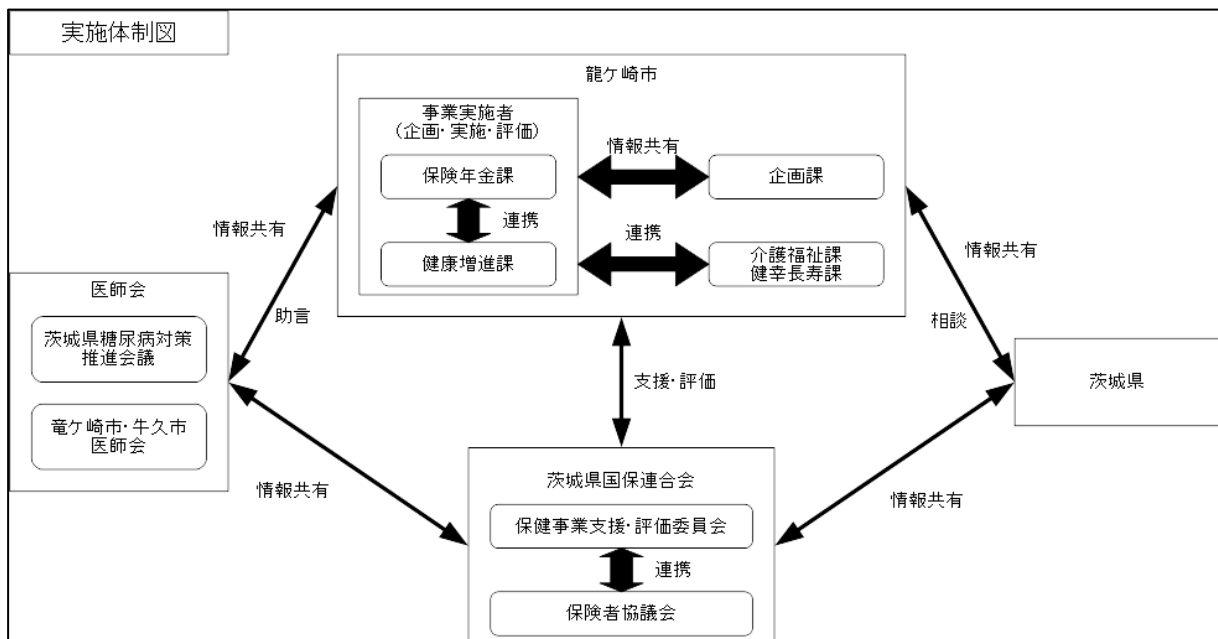 実施体制図
龍ケ崎市
事業実施者
(企画・実施・評価)
保険年金課
連携
健康増進課
情報共有
企画課
連携
介護福祉課
健幸長寿課
情報共有
助言
情報共有
相談
医師会
茨城県糖尿病対策
推進会議
竜ケ崎市・牛久市
医師会
支援・評価
茨城県
情報共有
情報共有
茨城県国保連合会
保健事業支援・評価委員会
連携
保険者協議会